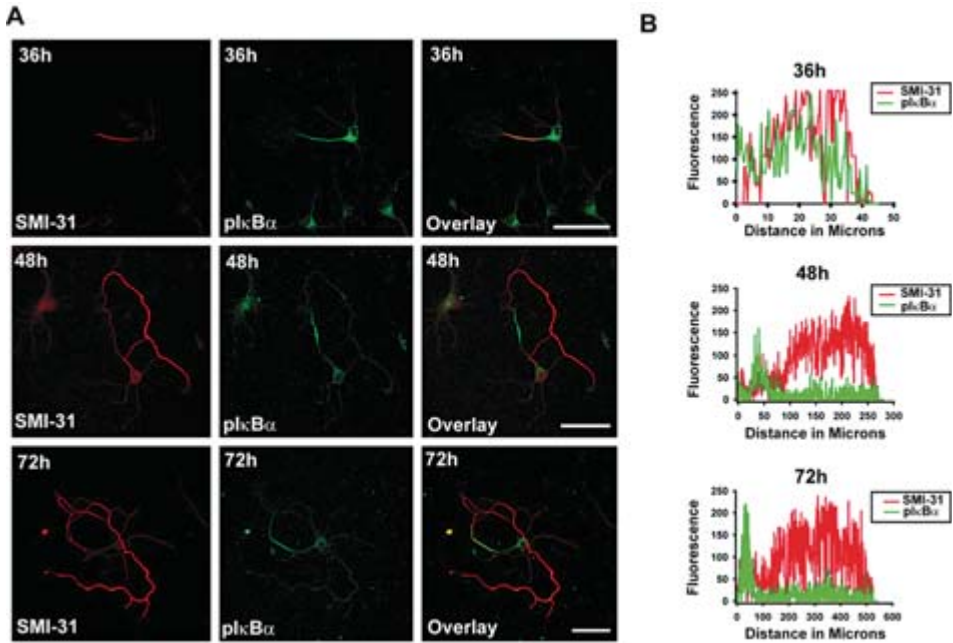 A
36h
SMI-31
36h
pIκBα
36h
Overlay
48h
SMI-31
48h
pIκBα
48h
Overlay
72h
SMI-31
72h
pIκBα
72h
Overlay
B
36h
SMI-31
pIκBα
Fluorescence
250
200
150
100
50
0
0 10 20 30 40 50
Distance in Microns
48h
SMI-31
pIκBα
Fluorescence
250
200
150
100
50
0
0 50 100 150 200 250 300
Distance in Microns
72h
SMI-31
pIκBα
Fluorescence
250
200
150
100
50
0
0 100 200 300 400 500 600
Distance in Microns